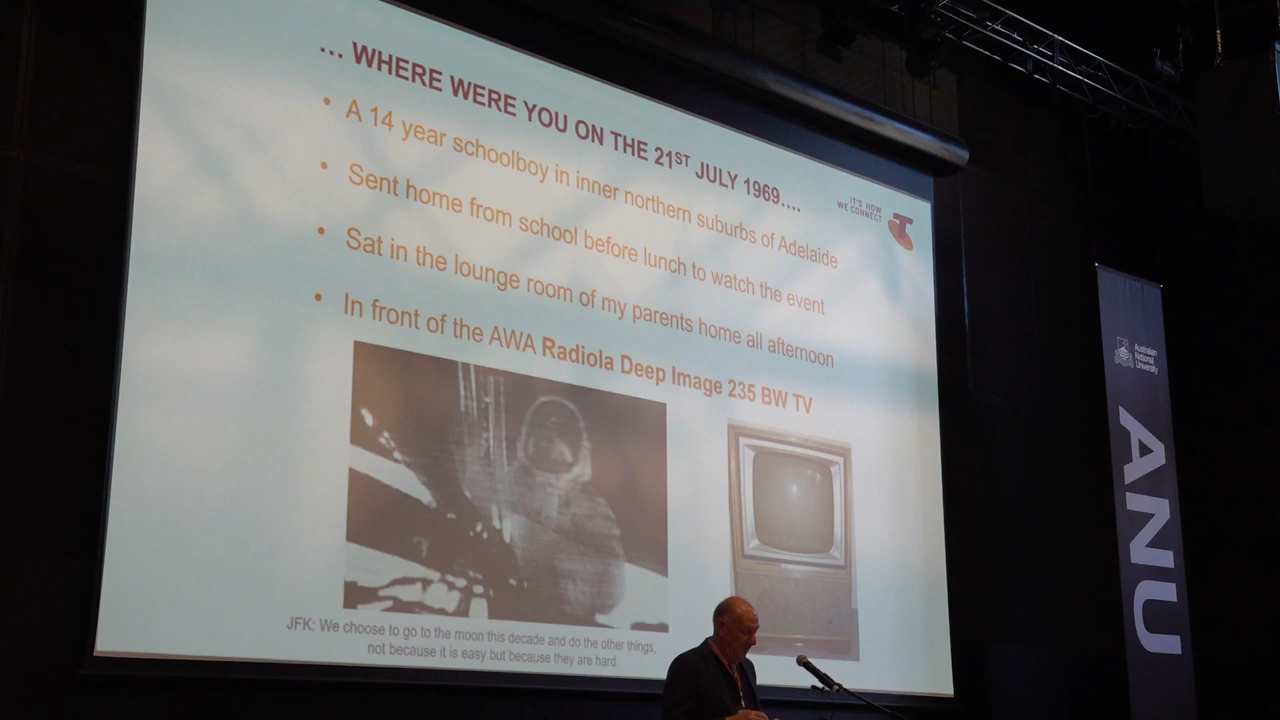 ... WHERE WERE YOU ON THE 21ST JULY 1969....
• A 14 year schoolboy in inner northern suburbs of Adelaide
• Sent home from school before lunch to watch the event
• Sat in the lounge room of my parents home all afternoon
• In front of the AWA Radiola Deep Image 235 BW TV
IT'S HOW
WE CONNECT
T
JFK: We choose to go to the moon this decade and do the other things,
not because it is easy but because they are hard.
Australian
National
University
ANU